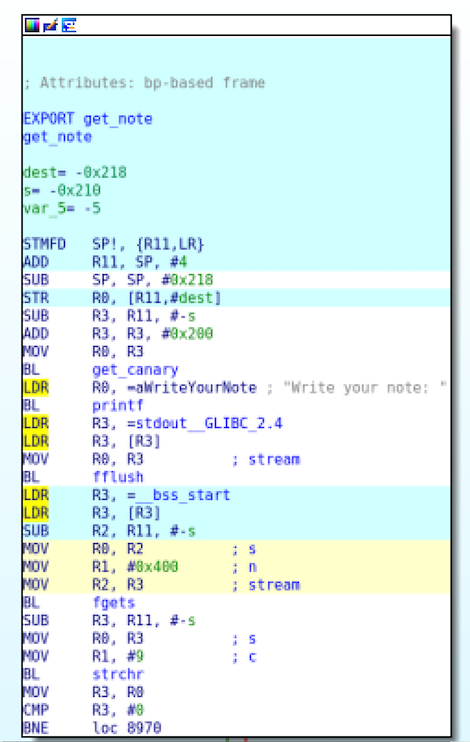 ; Attributes: bp-based frame
EXPORT get_note
get_note
dest= -0x218
s= -0x210
var_5= -5
STMFD SP!, {R11,LR}
ADD R11, SP, #4
SUB SP, SP, #0x218
STR R0, [R11,#dest]
SUB R3, R11, #-s
ADD R3, R3, #0x200
MOV R0, R3
BL get_canary
LDR R0, =aWriteYourNote ; "Write your note: "
BL printf
LDR R3, =stdout__GLIBC_2.4
LDR R3, [R3]
MOV R0, R3 ; stream
BL fflush
LDR R3, =__bss_start
LDR R3, [R3]
SUB R2, R11, #-s
MOV R0, R2 ; s
MOV R1, #0x400 ; n
MOV R2, R3 ; stream
BL fgets
SUB R3, R11, #-s
MOV R0, R3 ; s
MOV R1, #9 ; c
BL strchr
MOV R3, R0
CMP R3, #0
BNE loc_8970